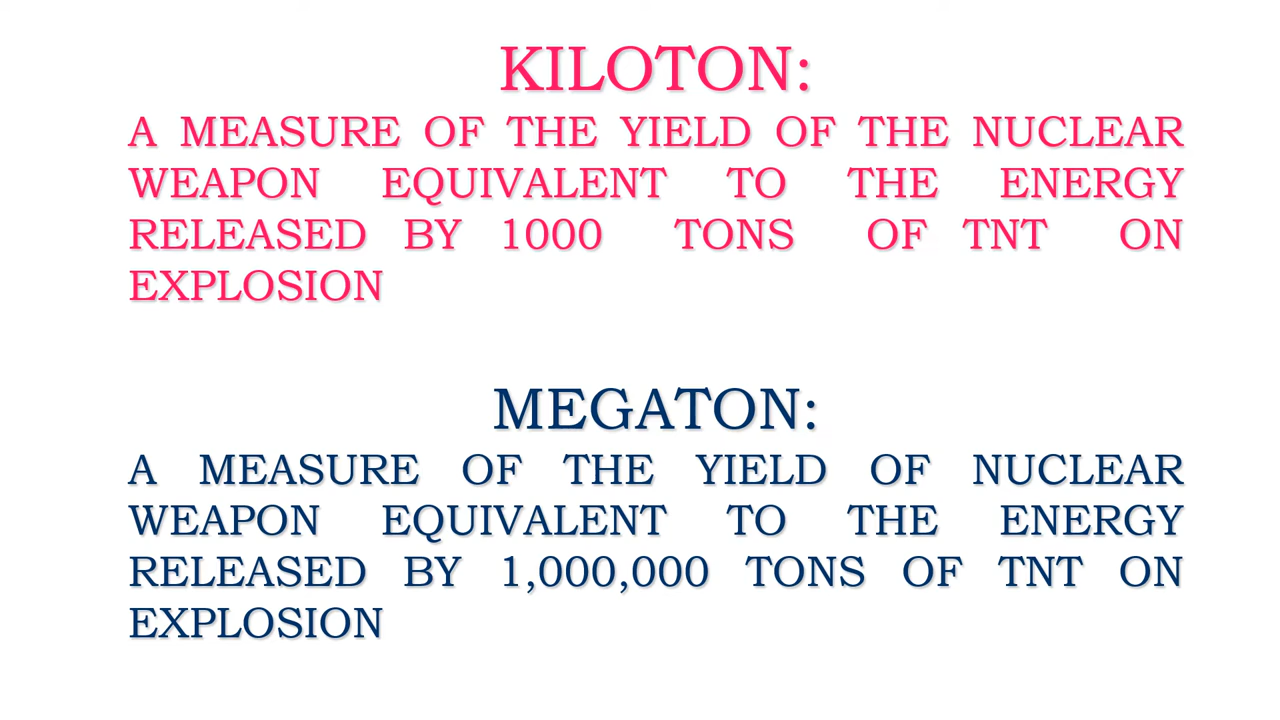 KILOTON:
A MEASURE OF THE YIELD OF THE NUCLEAR
WEAPON EQUIVALENT TO THE ENERGY
RELEASED BY 1000 TONS OF TNT ON
EXPLOSION
MEGATON:
A MEASURE OF THE YIELD OF NUCLEAR
WEAPON EQUIVALENT TO THE ENERGY
RELEASED BY 1,000,000 TONS OF TNT ON
EXPLOSION